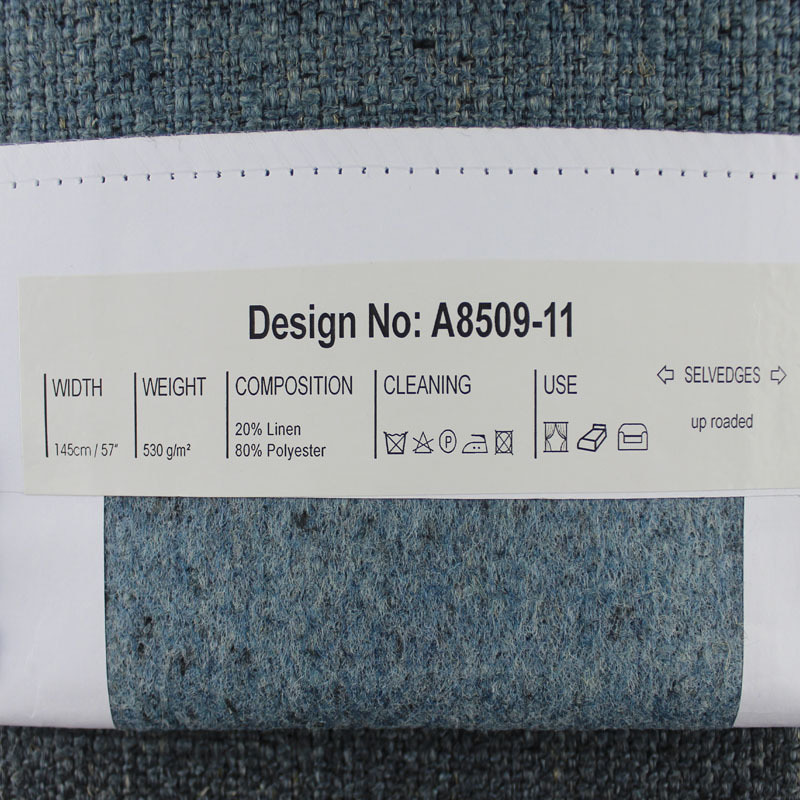 Design No: A8509-11
WIDTH
145cm / 57"
WEIGHT
530 g/m²
COMPOSITION
20% Linen
80% Polyester
CLEANING
P
USE
SELVEDGES
up roaded